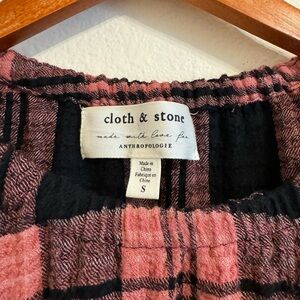 cloth & stone
made with love for
ANTHROPOLOGIE
Made in
China
Fabriqué en
Chine
S